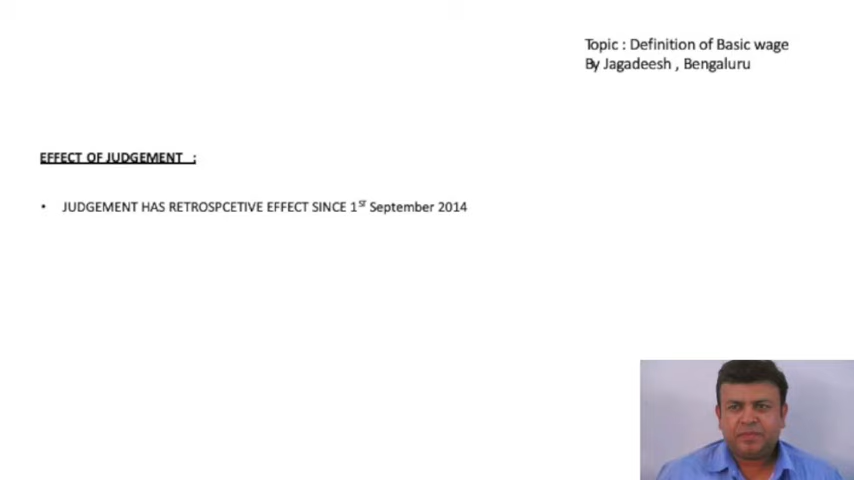 Topic : Definition of Basic wage
By Jagadeesh , Bengaluru
EFFECT OF JUDGEMENT :
• JUDGEMENT HAS RETROSPCETIVE EFFECT SINCE 1ST September 2014